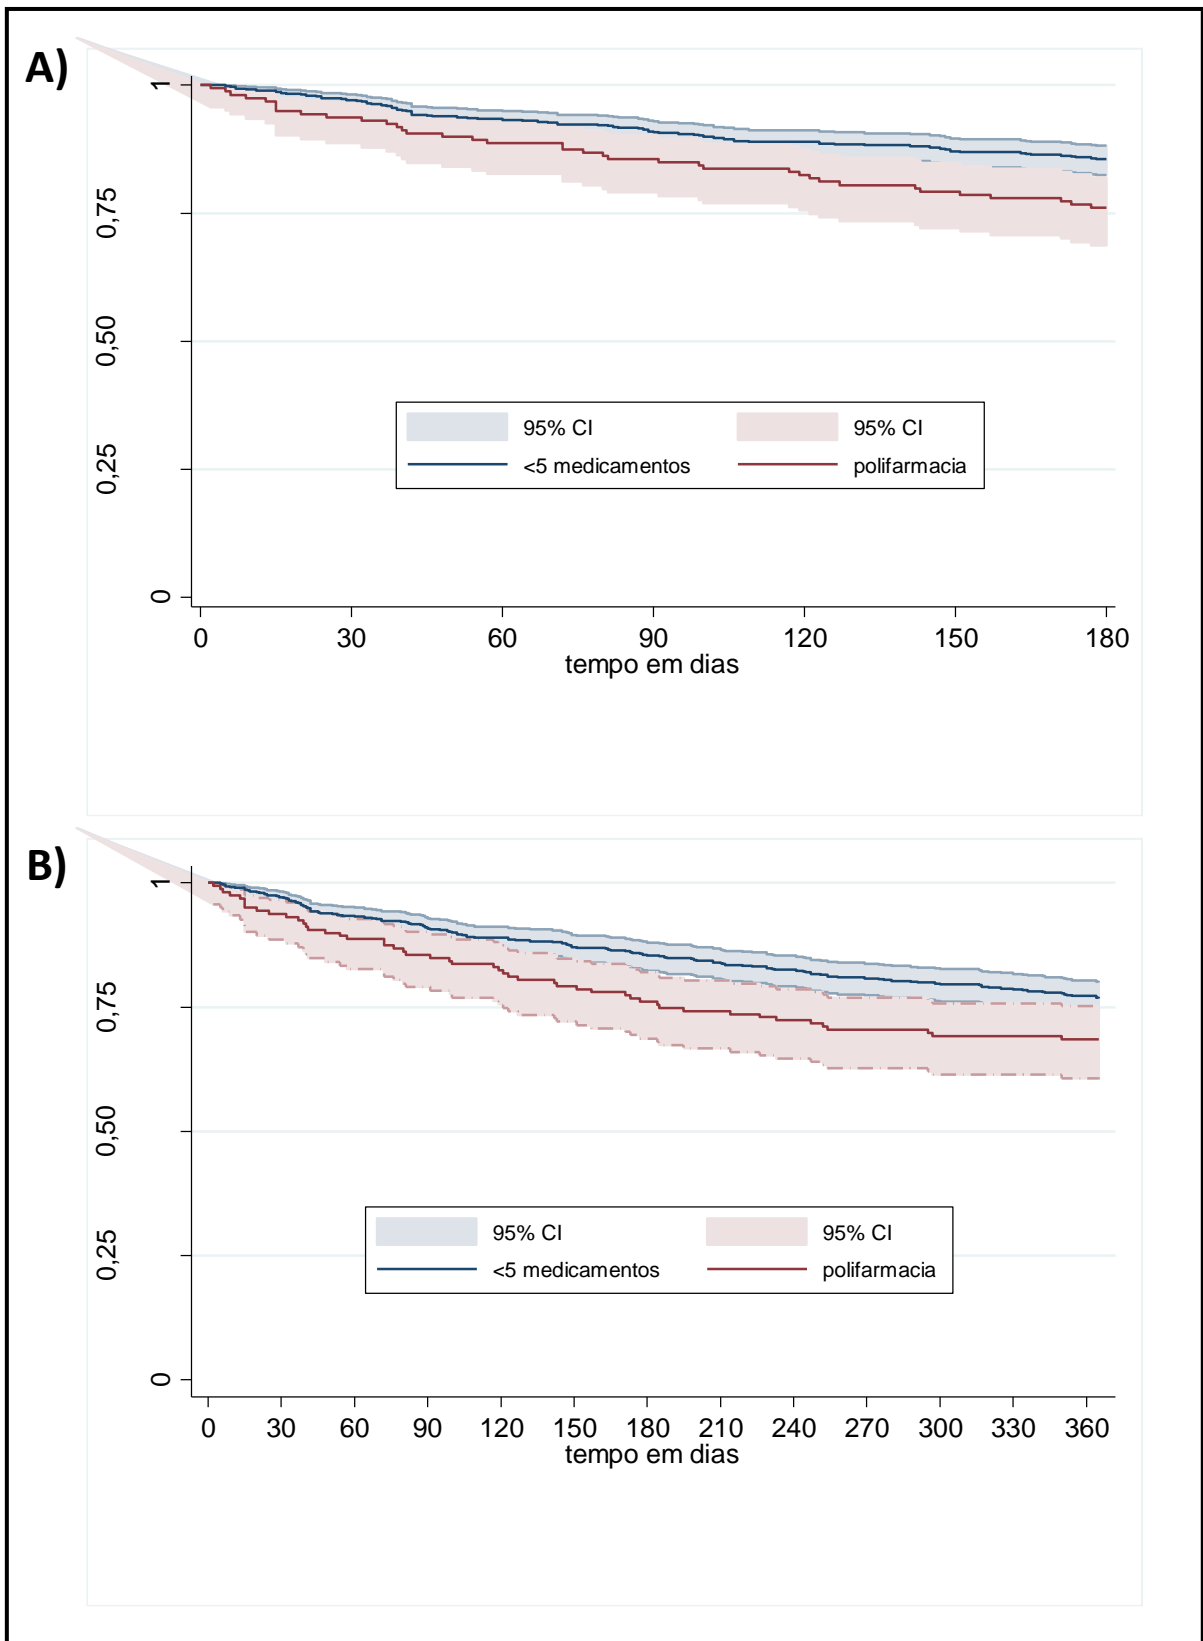 A)
1
0,75
0,50
0,25
0
95% CI 95% CI
<5 medicamentos polifarmacia
0 30 60 90 120 150 180
tempo em dias
B)
1
0,75
0,50
0,25
0
95% CI 95% CI
<5 medicamentos polifarmacia
0 30 60 90 120 150 180 210 240 270 300 330 360
tempo em dias